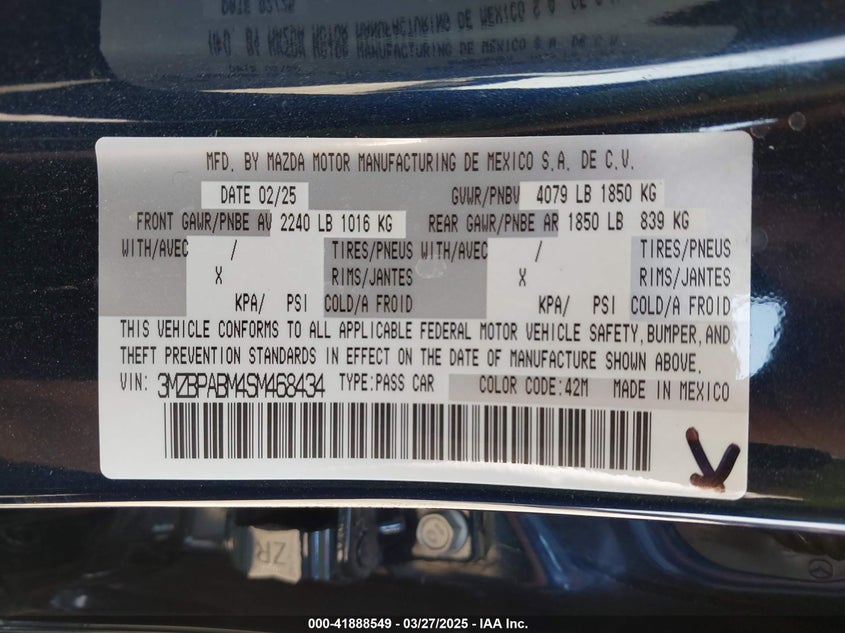 MFD. BY MAZDA MOTOR MANUFACTURING DE MEXICO S.A. DE C.V.
DATE 02/25 GVWR/PNBV 4079 LB 1850 KG
FRONT GAWR/PNBE AV 2240 LB 1016 KG REAR GAWR/PNBE AR 1850 LB 839 KG
WITH/AVEC / TIRES/PNEUS WITH/AVEC / TIRES/PNEUS
X RIMS/JANTES X RIMS/JANTES
KPA/ PSI COLD/A FROID KPA/ PSI COLD/A FROID
THIS VEHICLE CONFORMS TO ALL APPLICABLE FEDERAL MOTOR VEHICLE SAFETY, BUMPER, AND
THEFT PREVENTION STANDARDS IN EFFECT ON THE DATE OF MANUFACTURE SHOWN ABOVE.
VIN: 3MZBPABM4SM468434 TYPE:PASS CAR COLOR CODE:42M MADE IN MEXICO
ZR
000-41888549 - 03/27/2025 - IAA Inc.